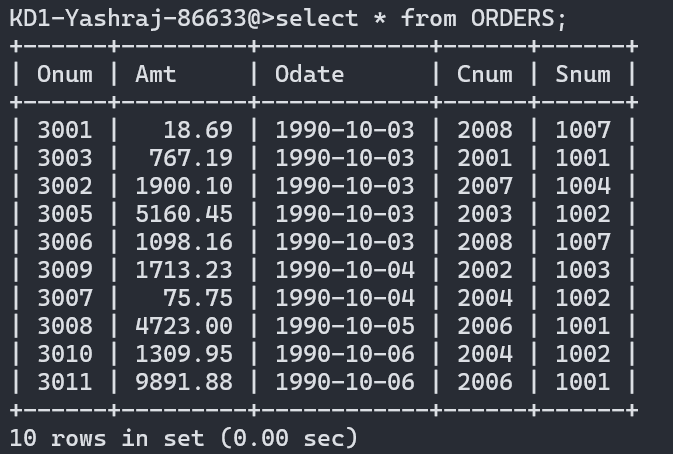 KD1-Yashraj-86633@>select * from ORDERS;
+------+---------+------------+------+------+
| Onum | Amt     | Odate      | Cnum | Snum |
+------+---------+------------+------+------+
| 3001 |   18.69 | 1990-10-03 | 2008 | 1007 |
| 3003 |  767.19 | 1990-10-03 | 2001 | 1001 |
| 3002 | 1900.10 | 1990-10-03 | 2007 | 1004 |
| 3005 | 5160.45 | 1990-10-03 | 2003 | 1002 |
| 3006 | 1098.16 | 1990-10-03 | 2008 | 1007 |
| 3009 | 1713.23 | 1990-10-04 | 2002 | 1003 |
| 3007 |   75.75 | 1990-10-04 | 2004 | 1002 |
| 3008 | 4723.00 | 1990-10-05 | 2006 | 1001 |
| 3010 | 1309.95 | 1990-10-06 | 2004 | 1002 |
| 3011 | 9891.88 | 1990-10-06 | 2006 | 1001 |
+------+---------+------------+------+------+
10 rows in set (0.00 sec)